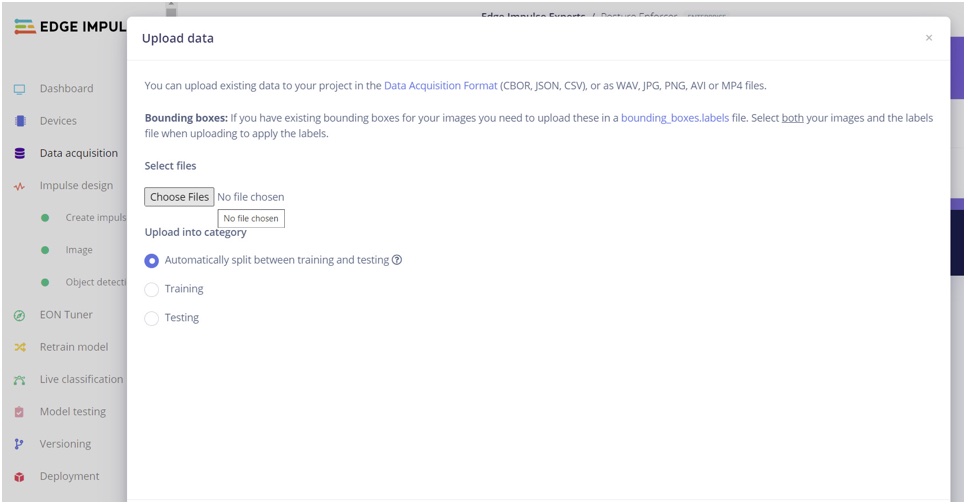 EDGE IMPUL
Edge Impulse Experts / Posture Enforcer
Upload data
×
You can upload existing data to your project in the Data Acquisition Format (CBOR, JSON, CSV), or as WAV, JPG, PNG, AVI or MP4 files.
Bounding boxes: If you have existing bounding boxes for your images you need to upload these in a bounding_boxes.labels file. Select both your images and the labels
file when uploading to apply the labels.
Select files
Choose Files No file chosen
No file chosen
Upload into category
Automatically split between training and testing ?
Training
Testing
Dashboard
Devices
Data acquisition
Impulse design
Create impuls
Image
Object detecti
EON Tuner
Retrain model
Live classification
Model testing
Versioning
Deployment